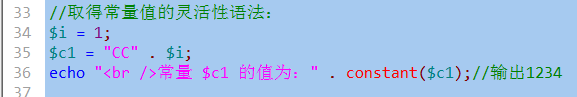 33 //取得常量值的灵活性语法：
34 $i = 1;
35 $c1 = "CC" . $i;
36 echo "<br />常量 $c1 的值为：" . constant($c1);//输出1234
37